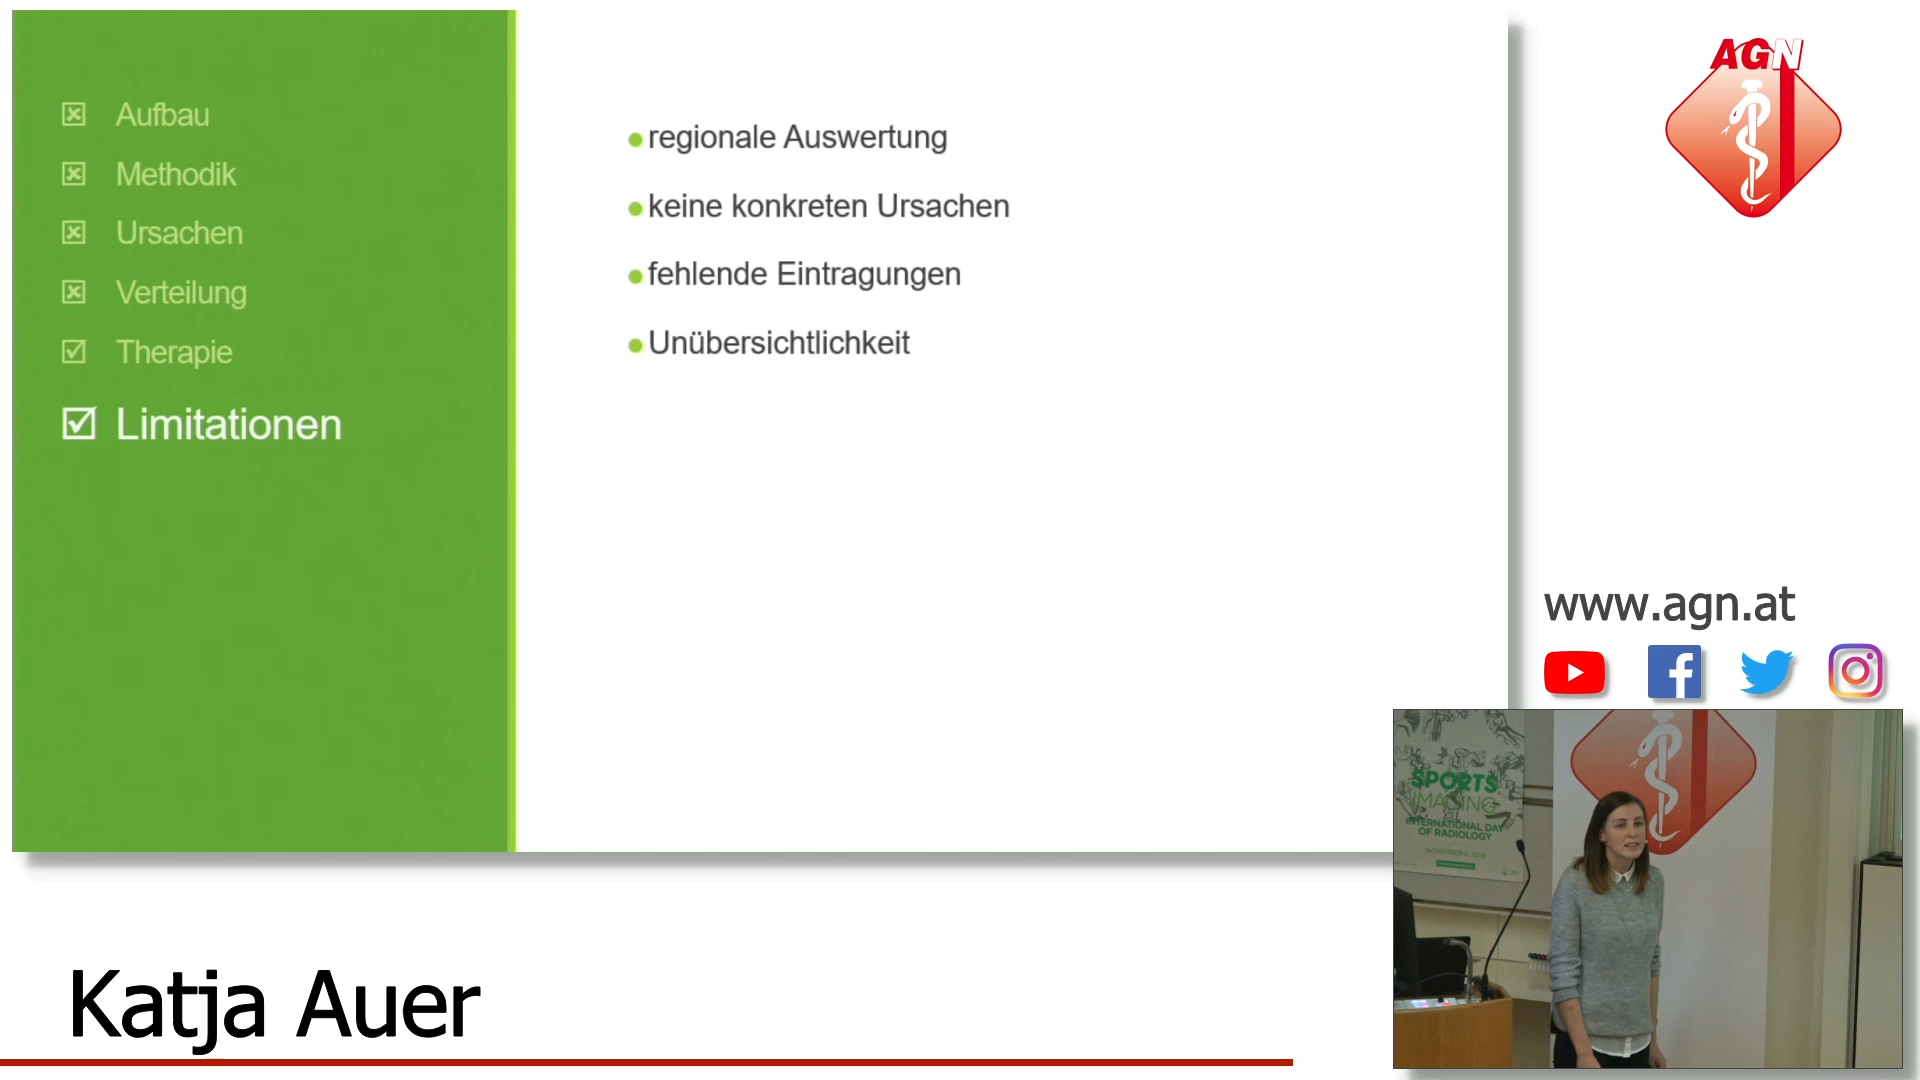 Aufbau
Methodik
Ursachen
Verteilung
Therapie
Limitationen
regionale Auswertung
keine konkreten Ursachen
fehlende Eintragungen
Unübersichtlichkeit
AGN
www.agn.at
SPORTS
IMAGING
INTERNATIONAL DAY
OF RADIOLOGY
Katja Auer